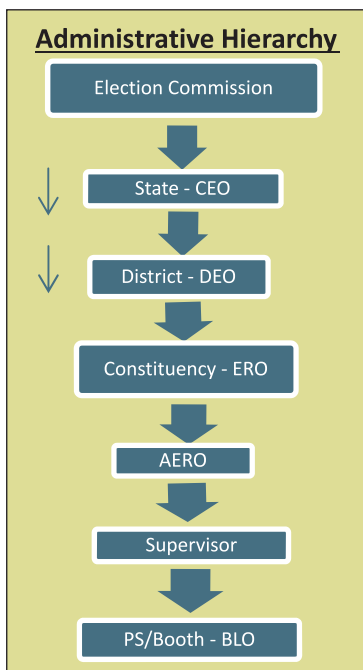 Administrative Hierarchy
Election Commission
State - CEO
District - DEO
Constituency - ERO
AERO
Supervisor
PS/Booth - BLO